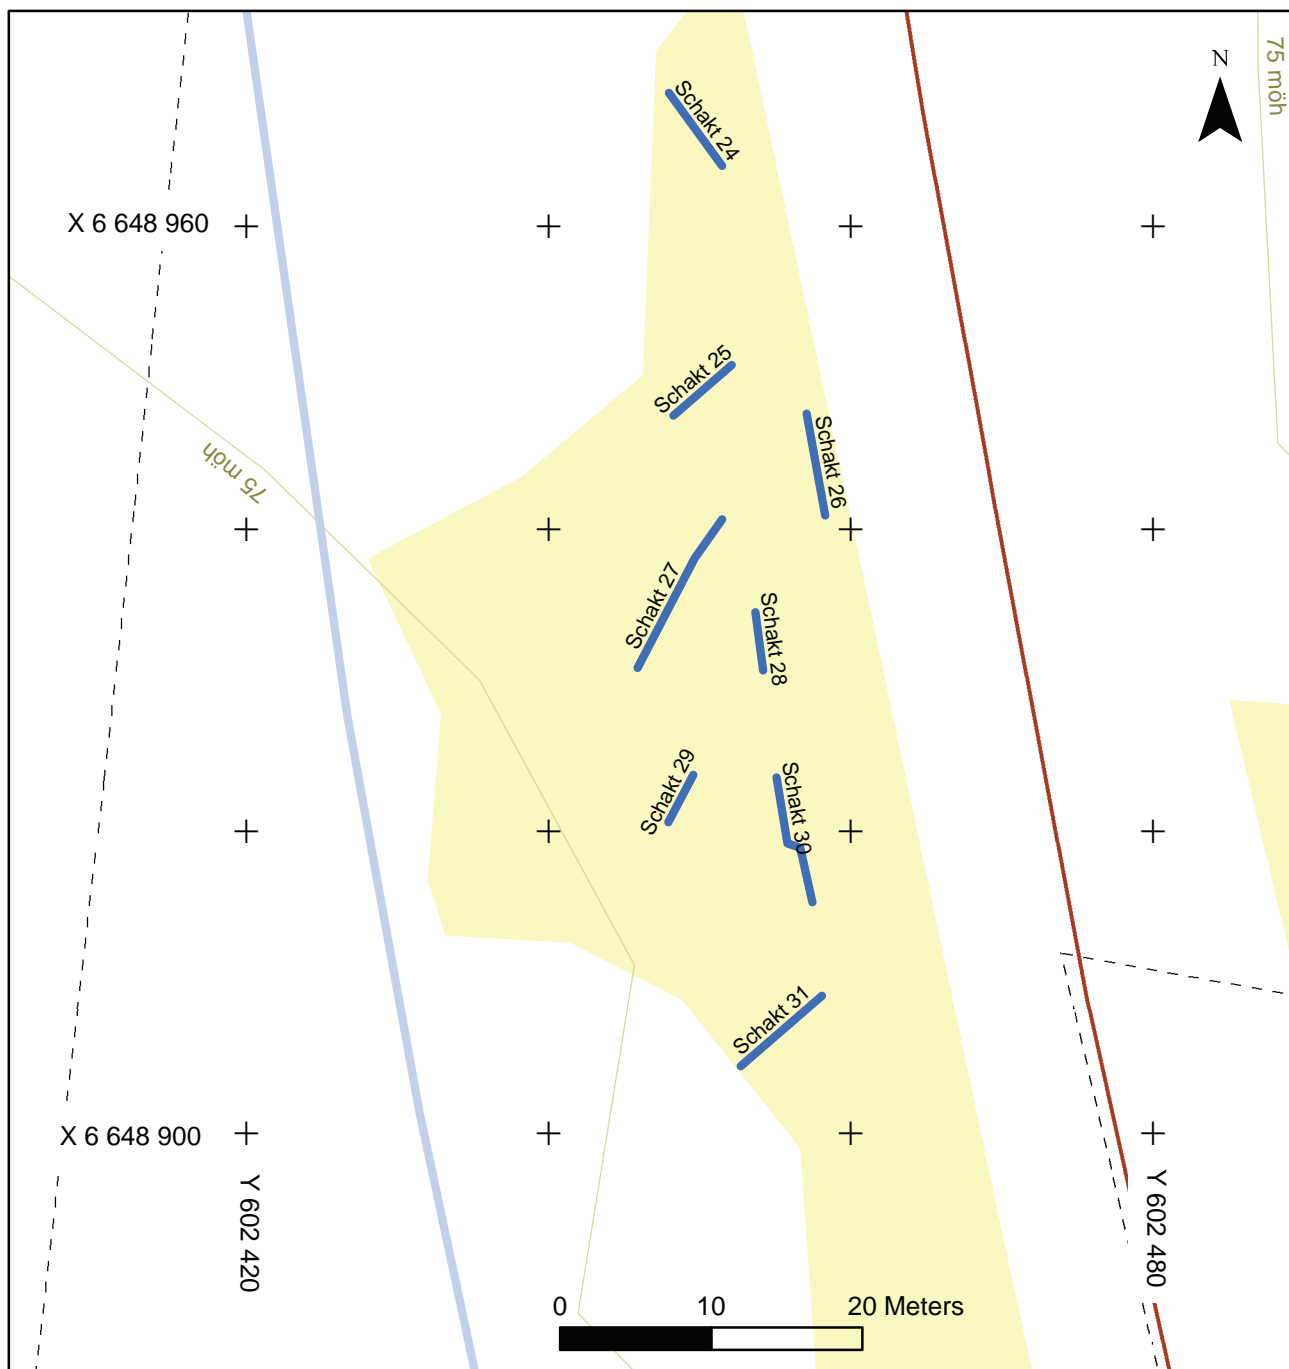 75 möh
N
Schakt 24
X 6 648 960
Schakt 25
Schakt 26
75 möh
Schakt 27
Schakt 28
Schakt 29
Schakt 30
Schakt 31
X 6 648 900
Y 602 420
Y 602 480
0 10 20 Meters